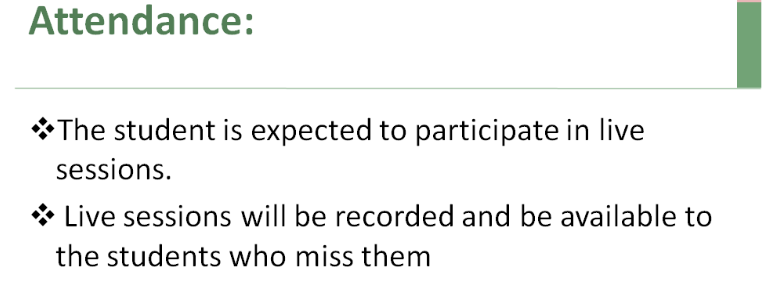 Attendance:
❖The student is expected to participate in live
sessions.
❖ Live sessions will be recorded and be available to
the students who miss them